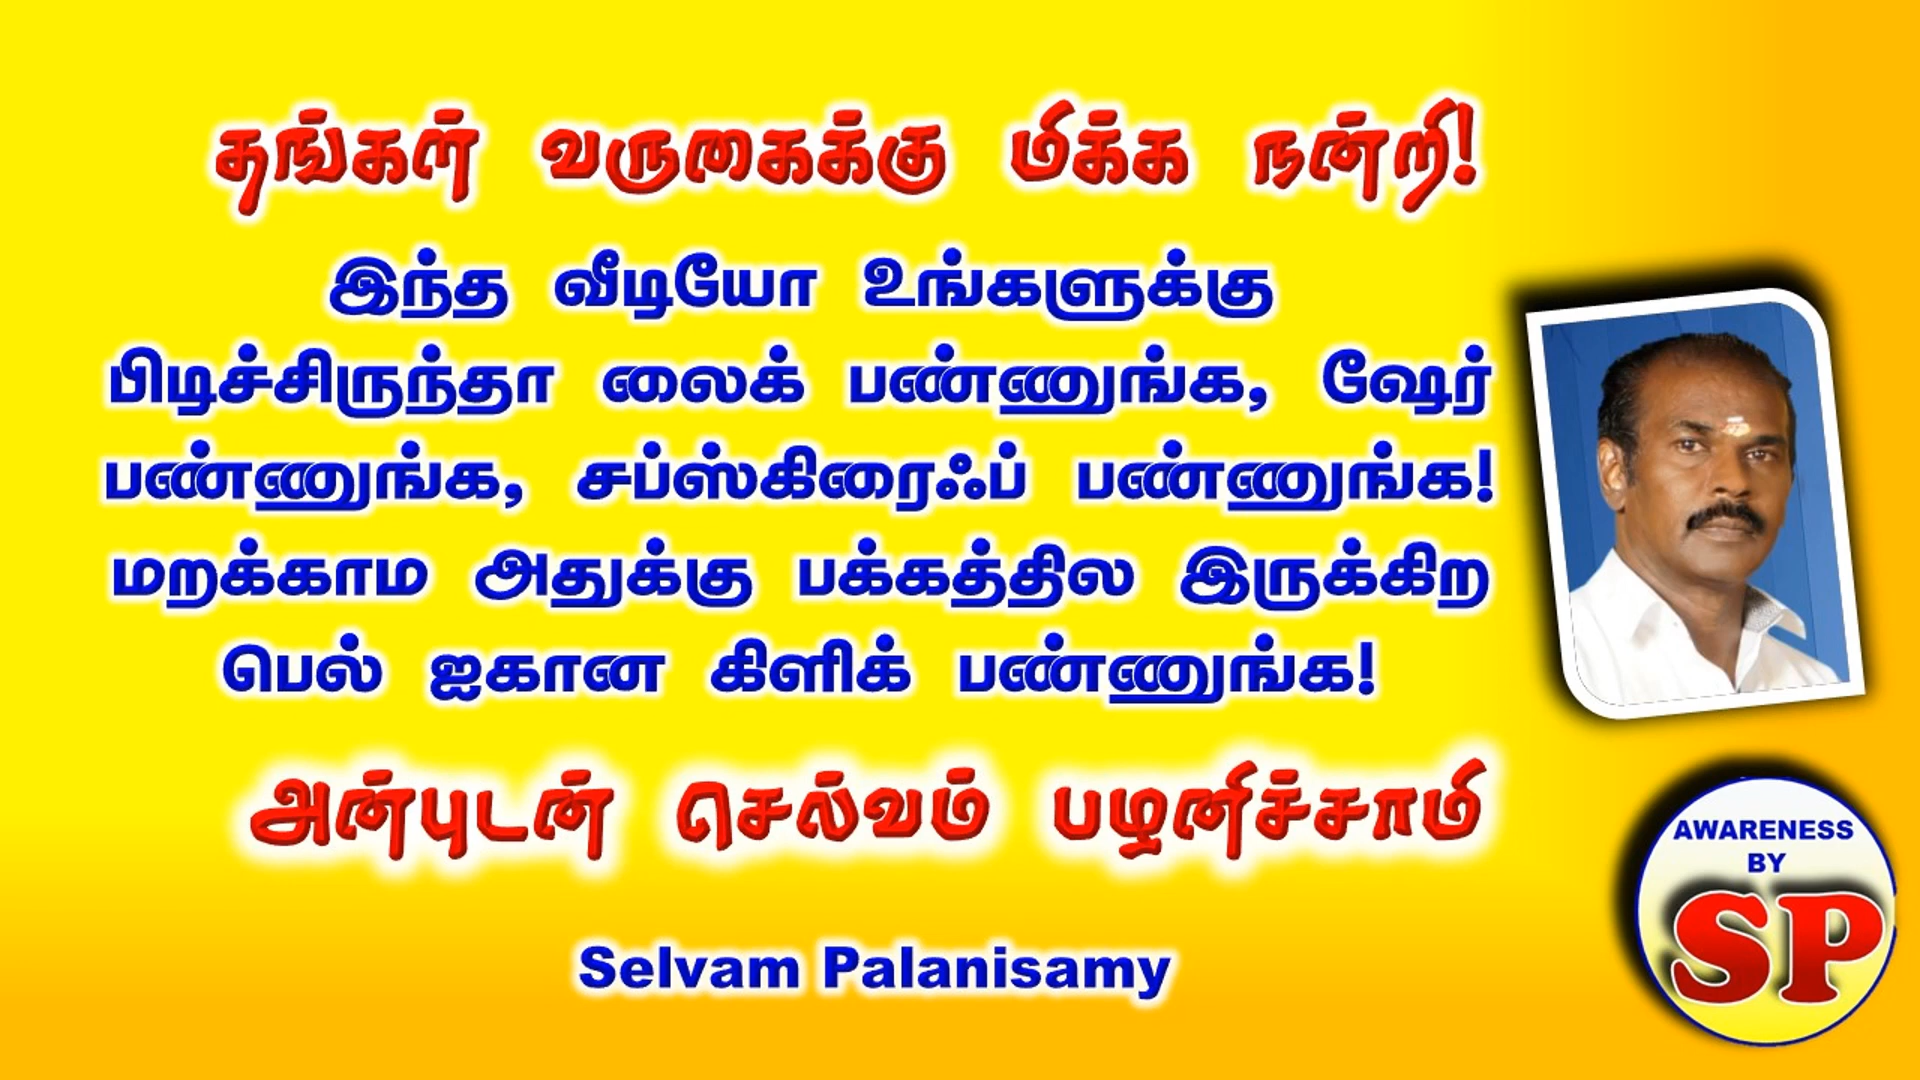 தங்கள் வருகைக்கு மிக்க நன்றி!
இந்த வீடியோ உங்களுக்கு
பிடிச்சிருந்தா லைக் பண்ணுங்க, ஷேர்
பண்ணுங்க, சப்ஸ்கிரைஃப் பண்ணுங்க!
மறக்காம அதுக்கு பக்கத்தில இருக்கிற
பெல் ஐகான கிளிக் பண்ணுங்க!
அன்புடன் செல்வம் பழனிச்சாமி
Selvam Palanisamy
AWARENESS
BY
SP